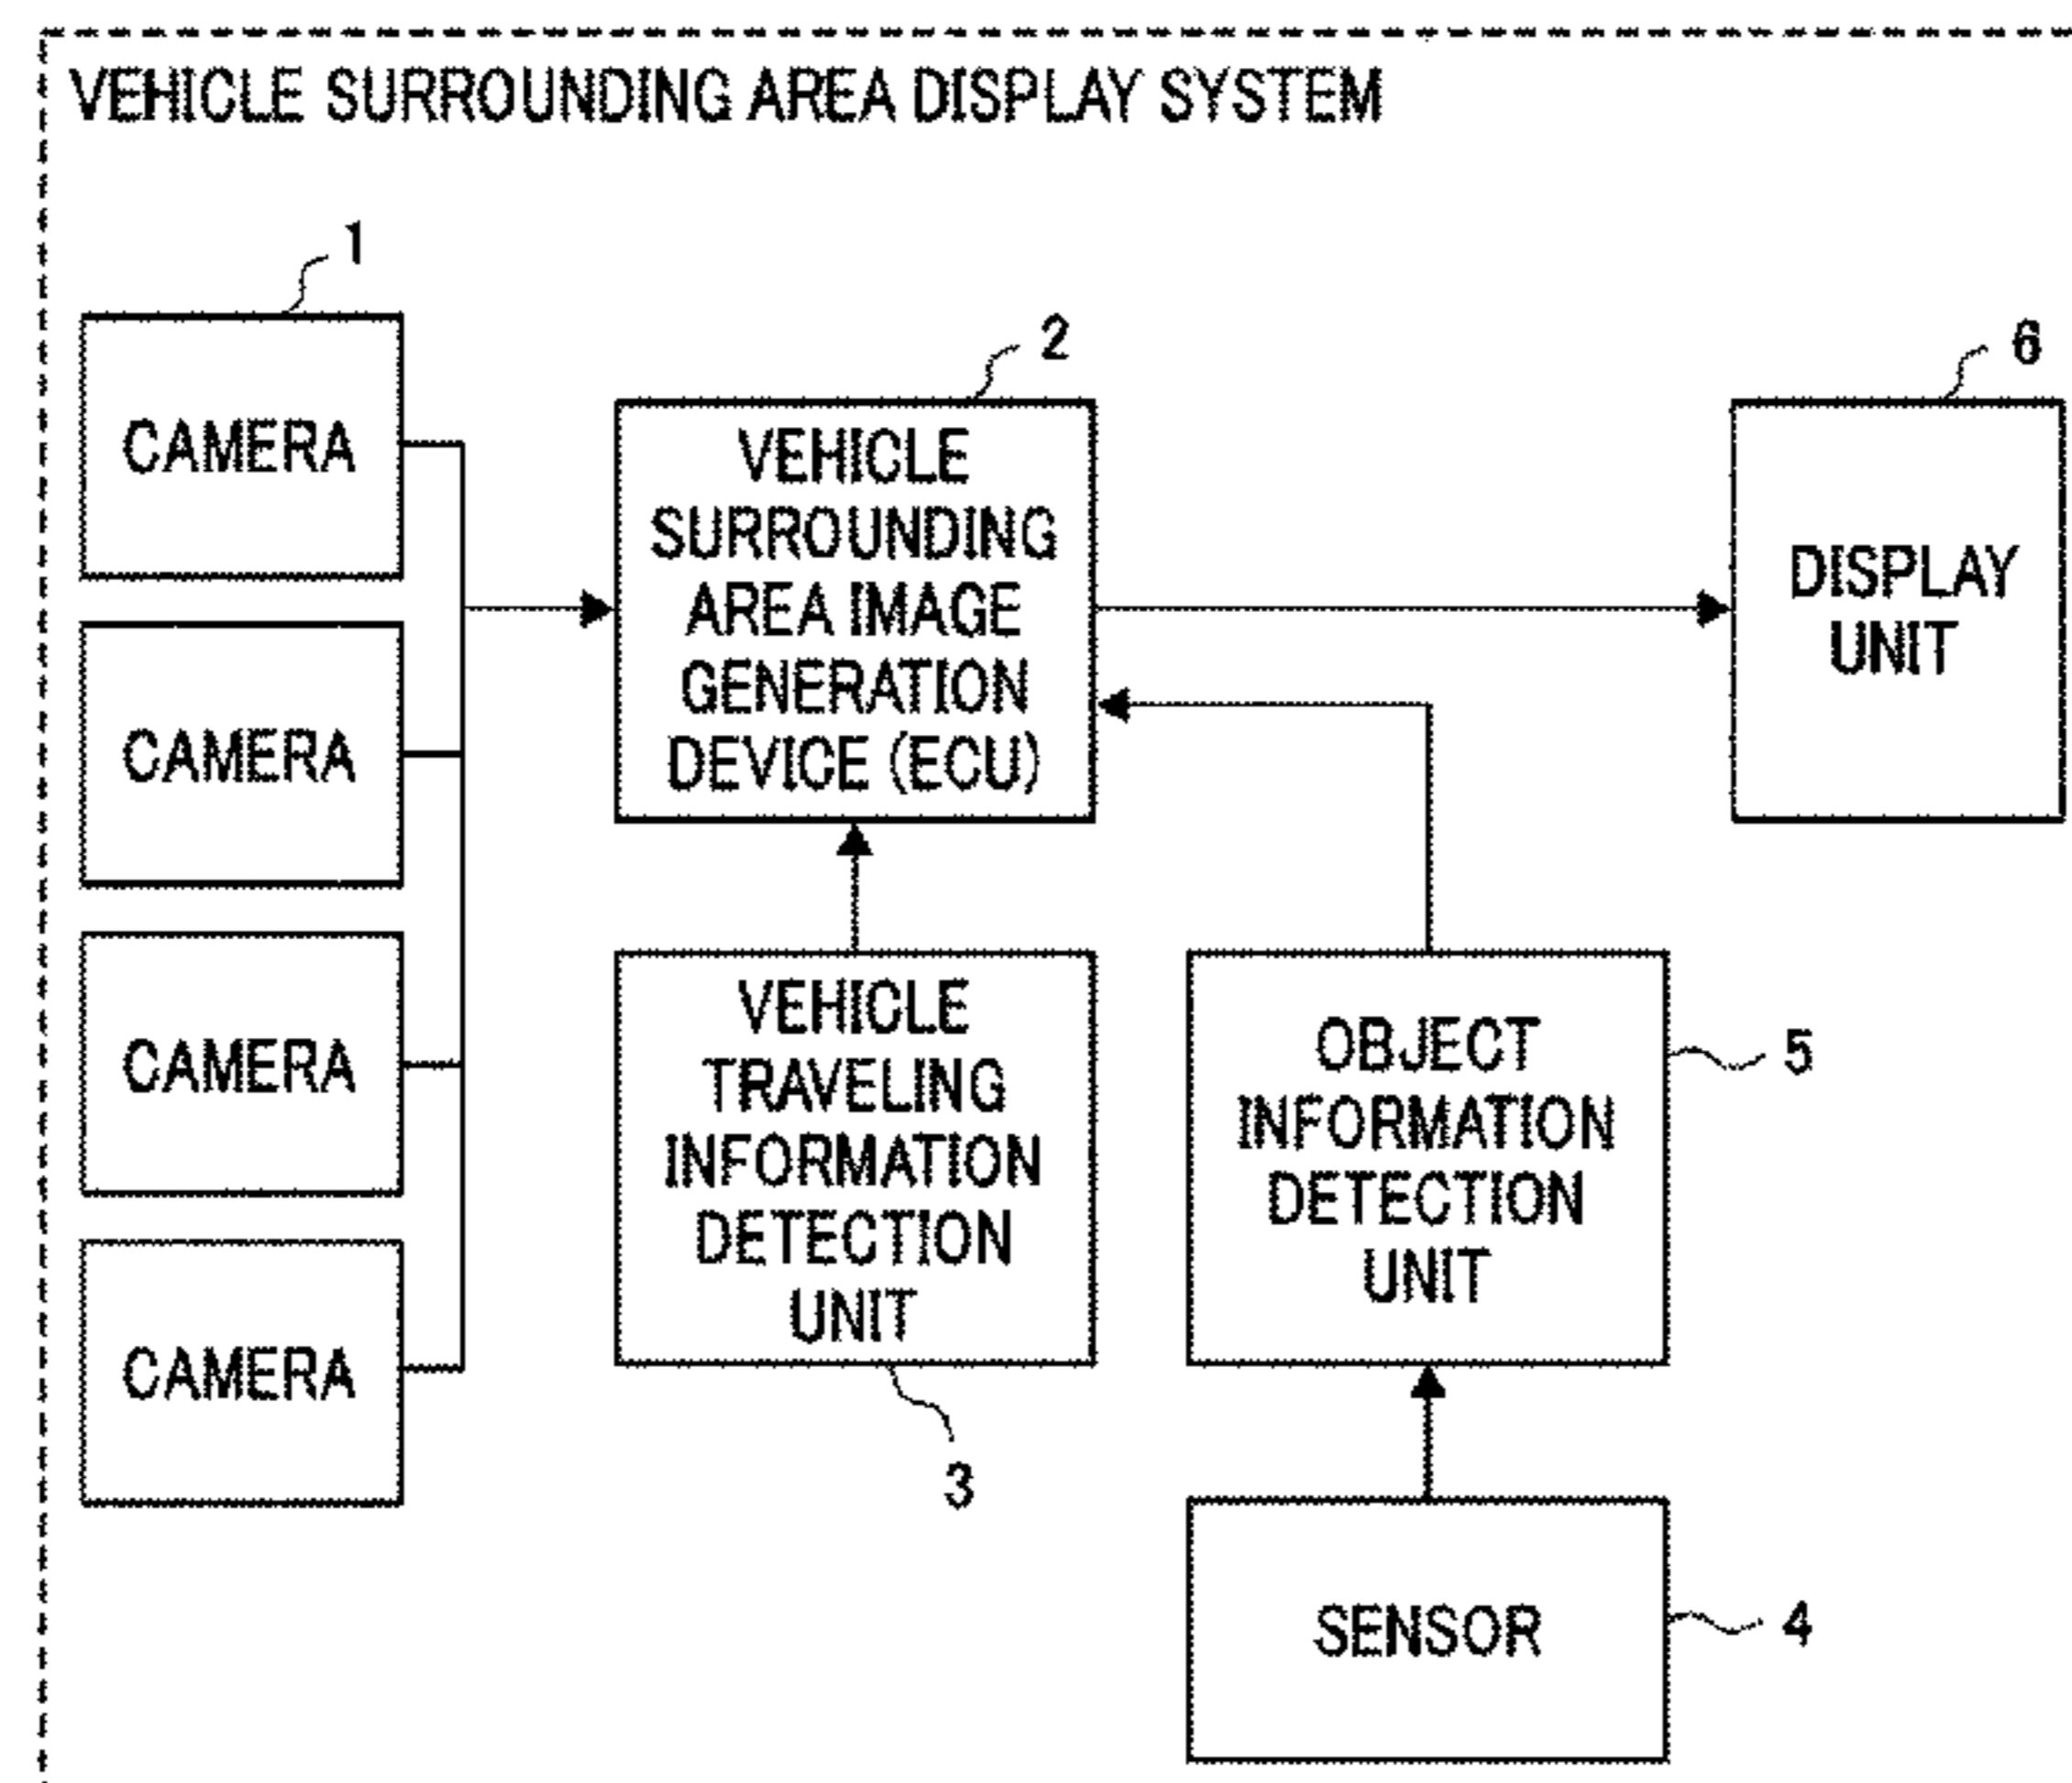 VEHICLE SURROUNDING AREA DISPLAY SYSTEM
1
CAMERA
CAMERA
CAMERA
CAMERA
2
VEHICLE
SURROUNDING
AREA IMAGE
GENERATION
DEVICE (ECU)
6
DISPLAY
UNIT
VEHICLE
TRAVELING
INFORMATION
DETECTION
UNIT
3
OBJECT
INFORMATION
DETECTION
UNIT
5
SENSOR
4